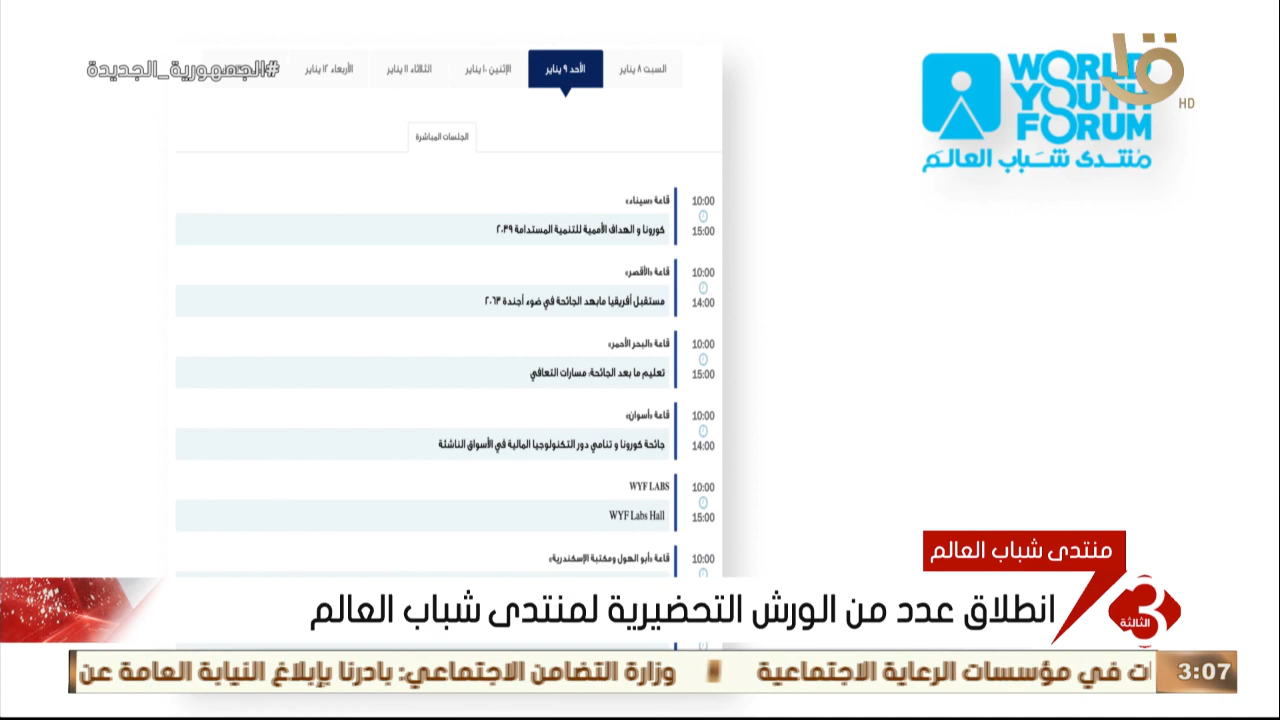 #الجمهورية_الجديدة
السبت ٨ يناير
الأحد ٩ يناير
الإثنين ١٠ يناير
الثلاثاء ١١ يناير
الأربعاء ١٢ يناير
WORLD
YOUTH
FORUM
منتدى شباب العالم
HD
الجلسات المباشرة
10:00
قاعة «سيناء»
15:00
كورونا و الهداف الأممية للتنمية المستدامة ٢٠٣٩
10:00
قاعة «الأقصر»
14:00
مستقبل أفريقيا مابهد الجائحة في ضوء أجندة ٢٠٦٣
10:00
قاعة «البحر الأحمر»
15:00
تعليم ما بعد الجائحة: مسارات التعافي
10:00
قاعة «أسوان»
14:00
جائحة كورونا و تنامي دور التكنولوجيا المالية في الأسواق الناشئة
10:00
WYF LABS
15:00
WYF Labs Hall
10:00
قاعة «أبو الهول ومكتبة الإسكندرية»
منتدى شباب العالم
3 الثالثة
انطلاق عدد من الورش التحضيرية لمنتدى شباب العالم
3:07
ات في مؤسسات الرعاية الاجتماعية
وزارة التضامن الاجتماعي: بادرنا بإبلاغ النيابة العامة عن